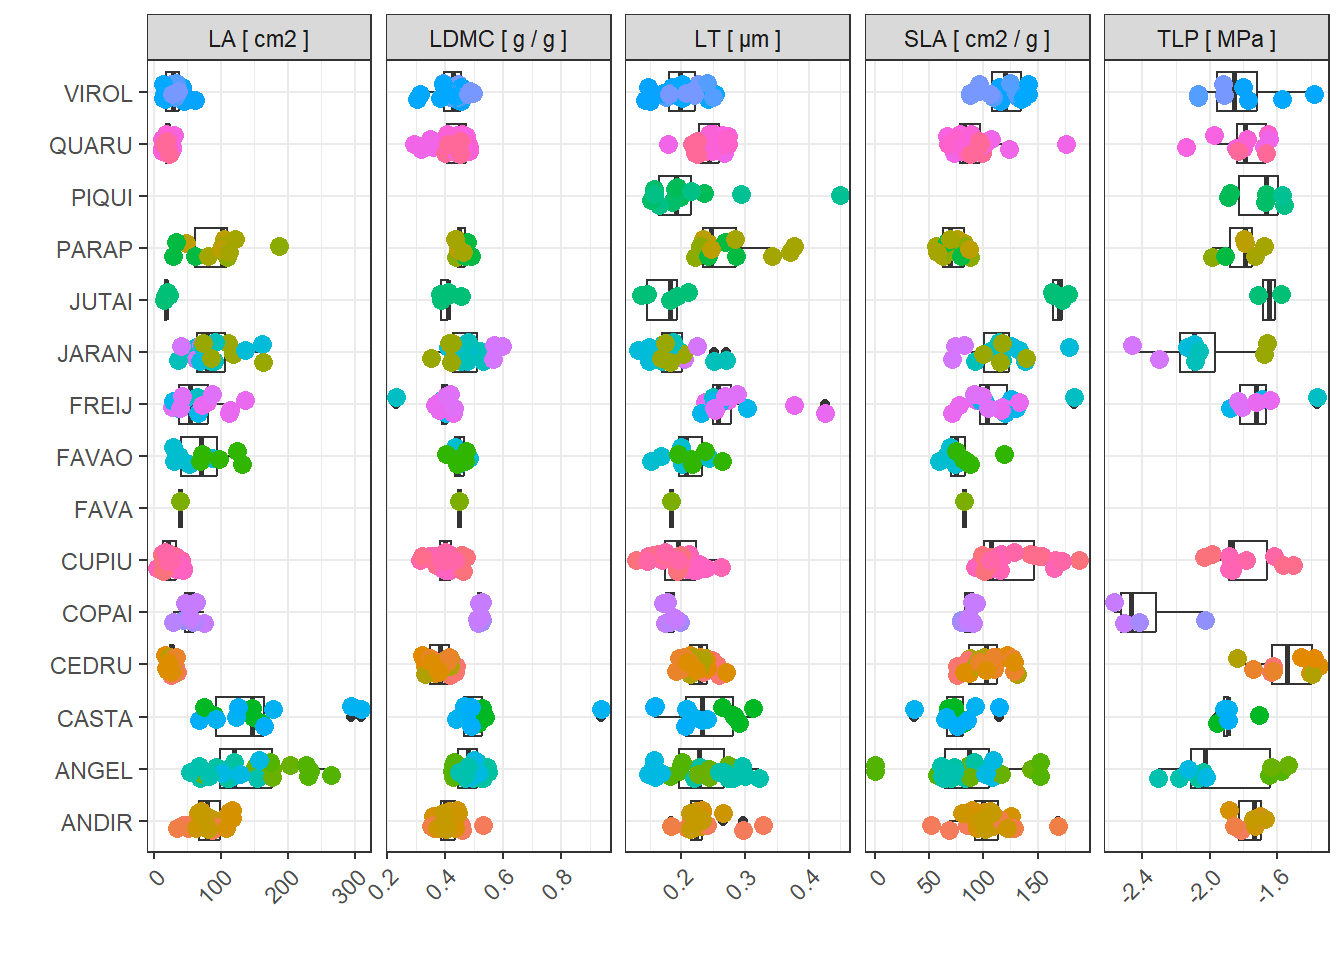 LA [ cm2 ] LDMC [ g / g ] LT [ µm ] SLA [ cm2 / g ] TLP [ MPa ]
VIROL
QUARU
PIQUI
PARAP
JUTAI
JARAN
FREIJ
FAVAO
FAVA
CUPIU
COPAI
CEDRU
CASTA
ANGEL
ANDIR
0 100 200 300 0.2 0.4 0.6 0.8 0.2 0.3 0.4 0 50 100 150 -2.4 -2.0 -1.6